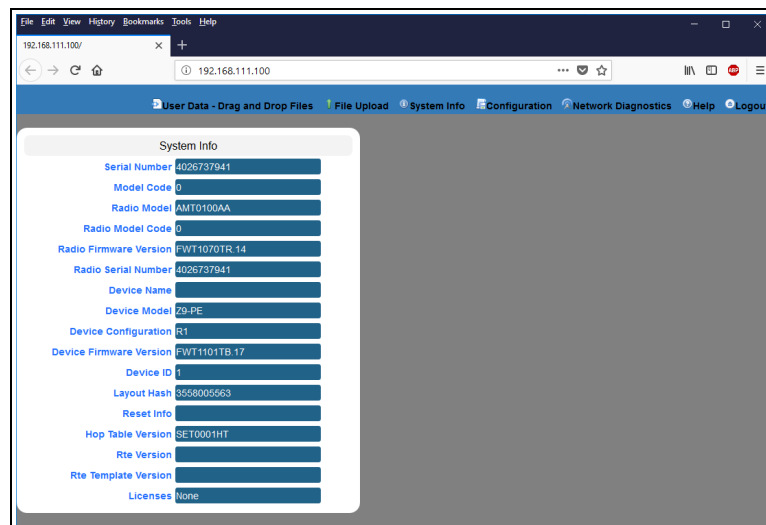 File Edit View History Bookmarks Tools Help
192.168.111.100/
192.168.111.100
ABP
User Data - Drag and Drop Files File Upload System Info Configuration Network Diagnostics Help Logou
System Info
Serial Number 4026737941
Model Code 0
Radio Model AMT0100AA
Radio Model Code 0
Radio Firmware Version FWT1070TR.14
Radio Serial Number 4026737941
Device Name
Device Model Z9-PE
Device Configuration R1
Device Firmware Version FWT1101TB.17
Device ID 1
Layout Hash 3558005563
Reset Info
Hop Table Version SET0001HT
Rte Version
Rte Template Version
Licenses None